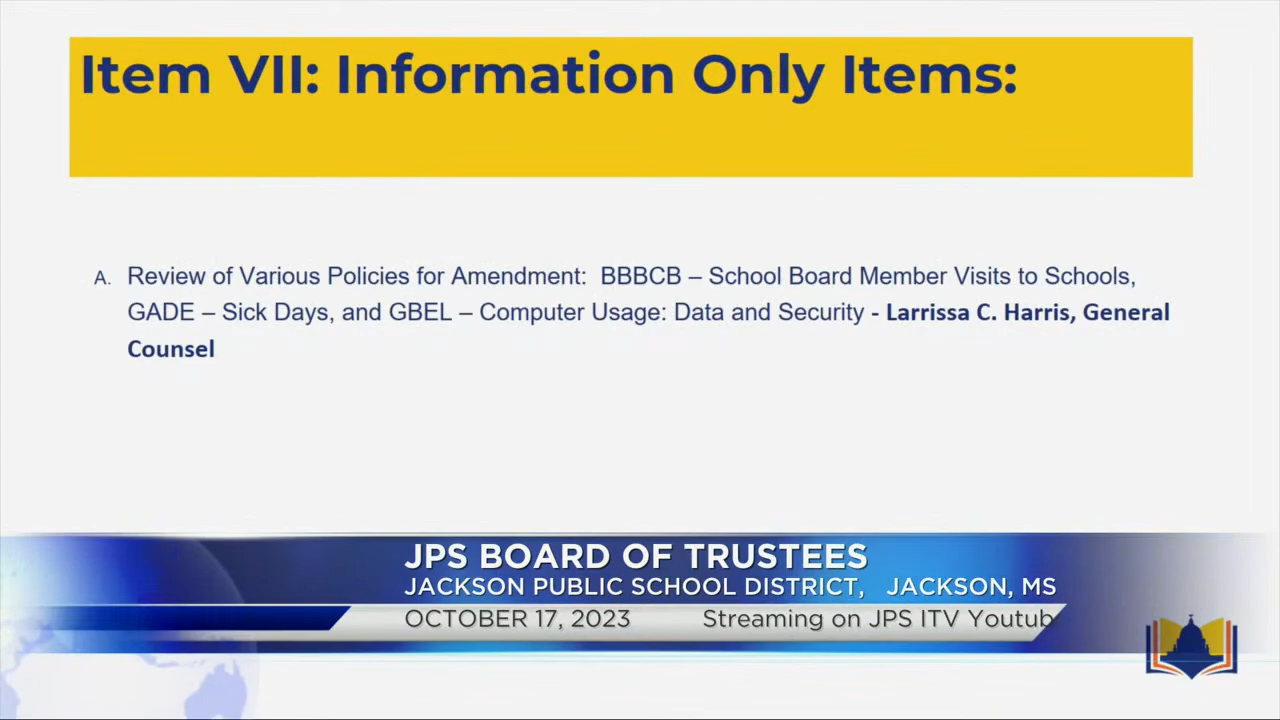 Item VII: Information Only Items:
A. Review of Various Policies for Amendment: BBBCB – School Board Member Visits to Schools,
GADE – Sick Days, and GBEL – Computer Usage: Data and Security - Larrissa C. Harris, General
Counsel
JPS BOARD OF TRUSTEES
JACKSON PUBLIC SCHOOL DISTRICT, JACKSON, MS
OCTOBER 17, 2023 Streaming on JPS ITV Youtub